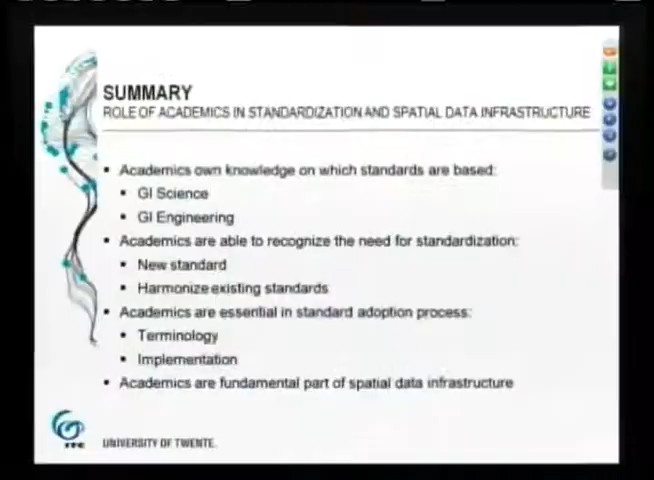 SUMMARY
ROLE OF ACADEMICS IN STANDARDIZATION AND SPATIAL DATA INFRASTRUCTURE
Academics own knowledge on which standards are based:
GI Science
GI Engineering
Academics are able to recognize the need for standardization:
New standard
Harmonize existing standards
Academics are essential in standard adoption process:
Terminology
Implementation
Academics are fundamental part of spatial data infrastructure
ITC
UNIVERSITY OF TWENTE.